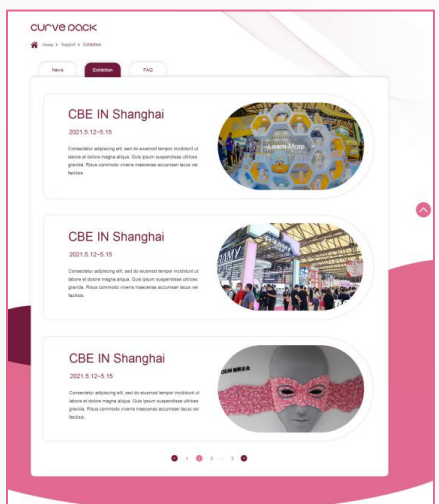 curve pack
Home ▸ Support ▸ Exhibition
News Exhibition FAQ
CBE IN Shanghai
2021.5.12~5.15
Consectetur adipiscing elit, sed do eiusmod tempor incididunt ut
labore et dolore magna aliqua. Quis ipsum suspendisse ultrices
gravida. Risus commodo viverra maecenas accumsan lacus vel
facilisis.
Learn More
CBE IN Shanghai
2021.5.12~5.15
Consectetur adipiscing elit, sed do eiusmod tempor incididunt ut
labore et dolore magna aliqua. Quis ipsum suspendisse ultrices
gravida. Risus commodo viverra maecenas accumsan lacus vel
facilisis.
CBE IN Shanghai
2021.5.12~5.15
Consectetur adipiscing elit, sed do eiusmod tempor incididunt ut
labore et dolore magna aliqua. Quis ipsum suspendisse ultrices
gravida. Risus commodo viverra maecenas accumsan lacus vel
facilisis.